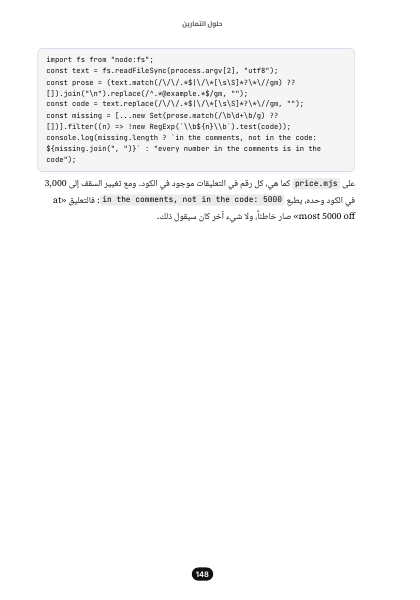 حلول التمارين
import fs from "node:fs";
const text = fs.readFileSync(process.argv[2], "utf8");
const prose = (text.match(/\/\/.*$|\/\*[\s\S]*?\*\//gm) ??
[]).join("\n").replace(/^.*@example.*$/gm, "");
const code = text.replace(/\/\/.*$|\/\*[\s\S]*?\*\//gm, "");
const missing = [...new Set(prose.match(/\b\d+\b/g) ??
[])].filter((n) => !new RegExp(`\\b${n}\\b`).test(code));
console.log(missing.length ? `in the comments, not in the code:
${missing.join(", ")}` : "every number in the comments is in the
code");
على price.mjs كما هي، كل رقم في التعليقات موجود في الكود. ومع تغيير السقف إلى 3,000
في الكود وحده، يطبع in the comments, not in the code: 5000: فالتعليق «at
most 5000 off» صار خاطئاً، ولا شيء آخر كان سيقول ذلك.
148